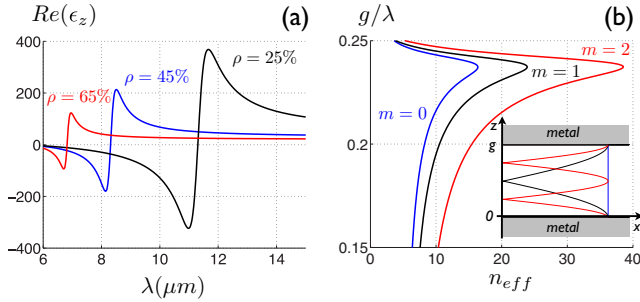 Re(ϵ_z)
(a)
400
200
0
−200
−400
6
8
10
12
14
λ(μm)
ρ = 65%
ρ = 45%
ρ = 25%
g/λ
(b)
0.25
0.2
0.15
0
10
20
30
40
n_eff
m = 0
m = 1
m = 2
z
metal
g
0
metal
x